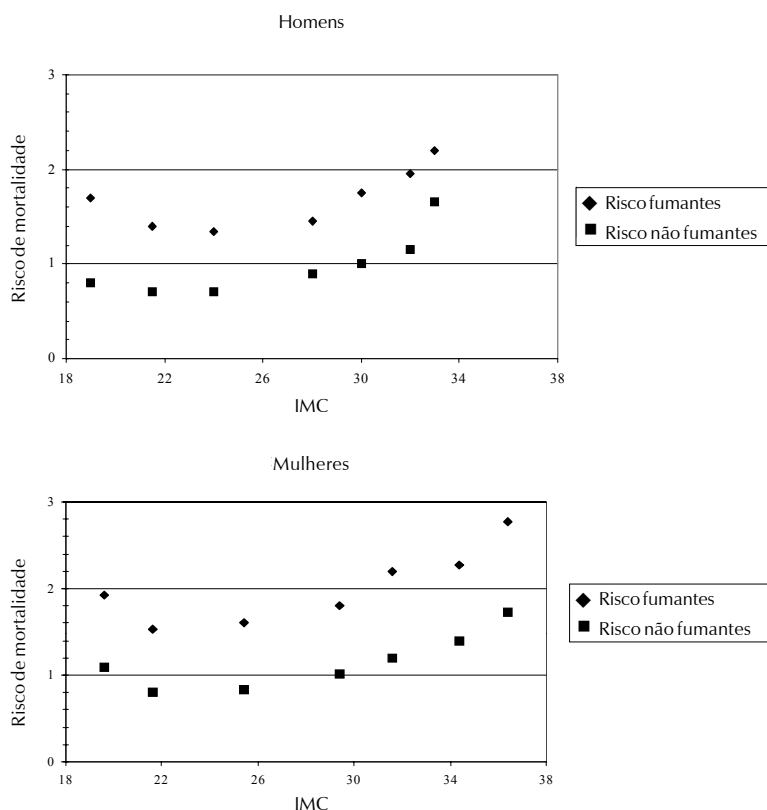 Homens
Risco de mortalidade
3
2
1
0
18 22 26 30 34 38
IMC
Risco fumantes
Risco não fumantes
Mulheres
Risco de mortalidade
3
2
1
0
18 22 26 30 34 38
IMC
Risco fumantes
Risco não fumantes